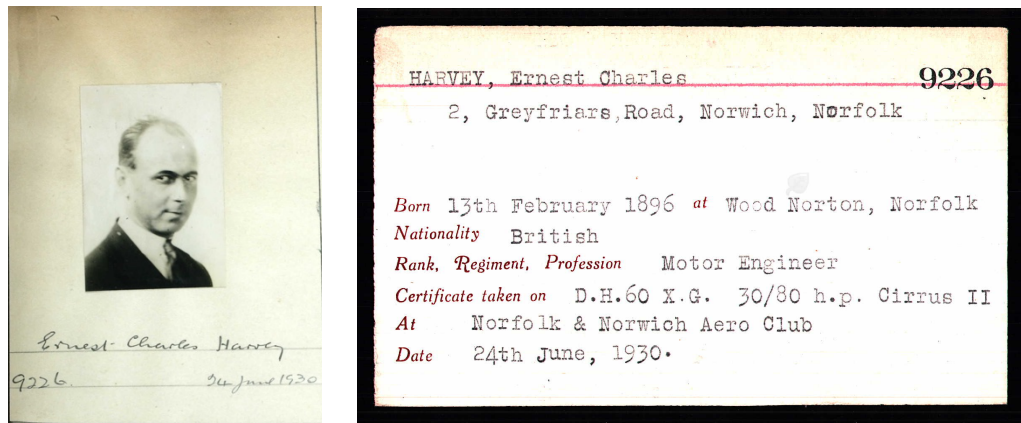 Ernest Charles Harvey
9226. 24 June 1930
HARVEY, Ernest Charles 9226
2, Greyfriars,Road, Norwich, Norfolk
Born 13th February 1896 at Wood Norton, Norfolk
Nationality British
Rank, Regiment, Profession Motor Engineer
Certificate taken on D.H.60 X.G. 30/80 h.p. Cirrus II
At Norfolk & Norwich Aero Club
Date 24th June, 1930.